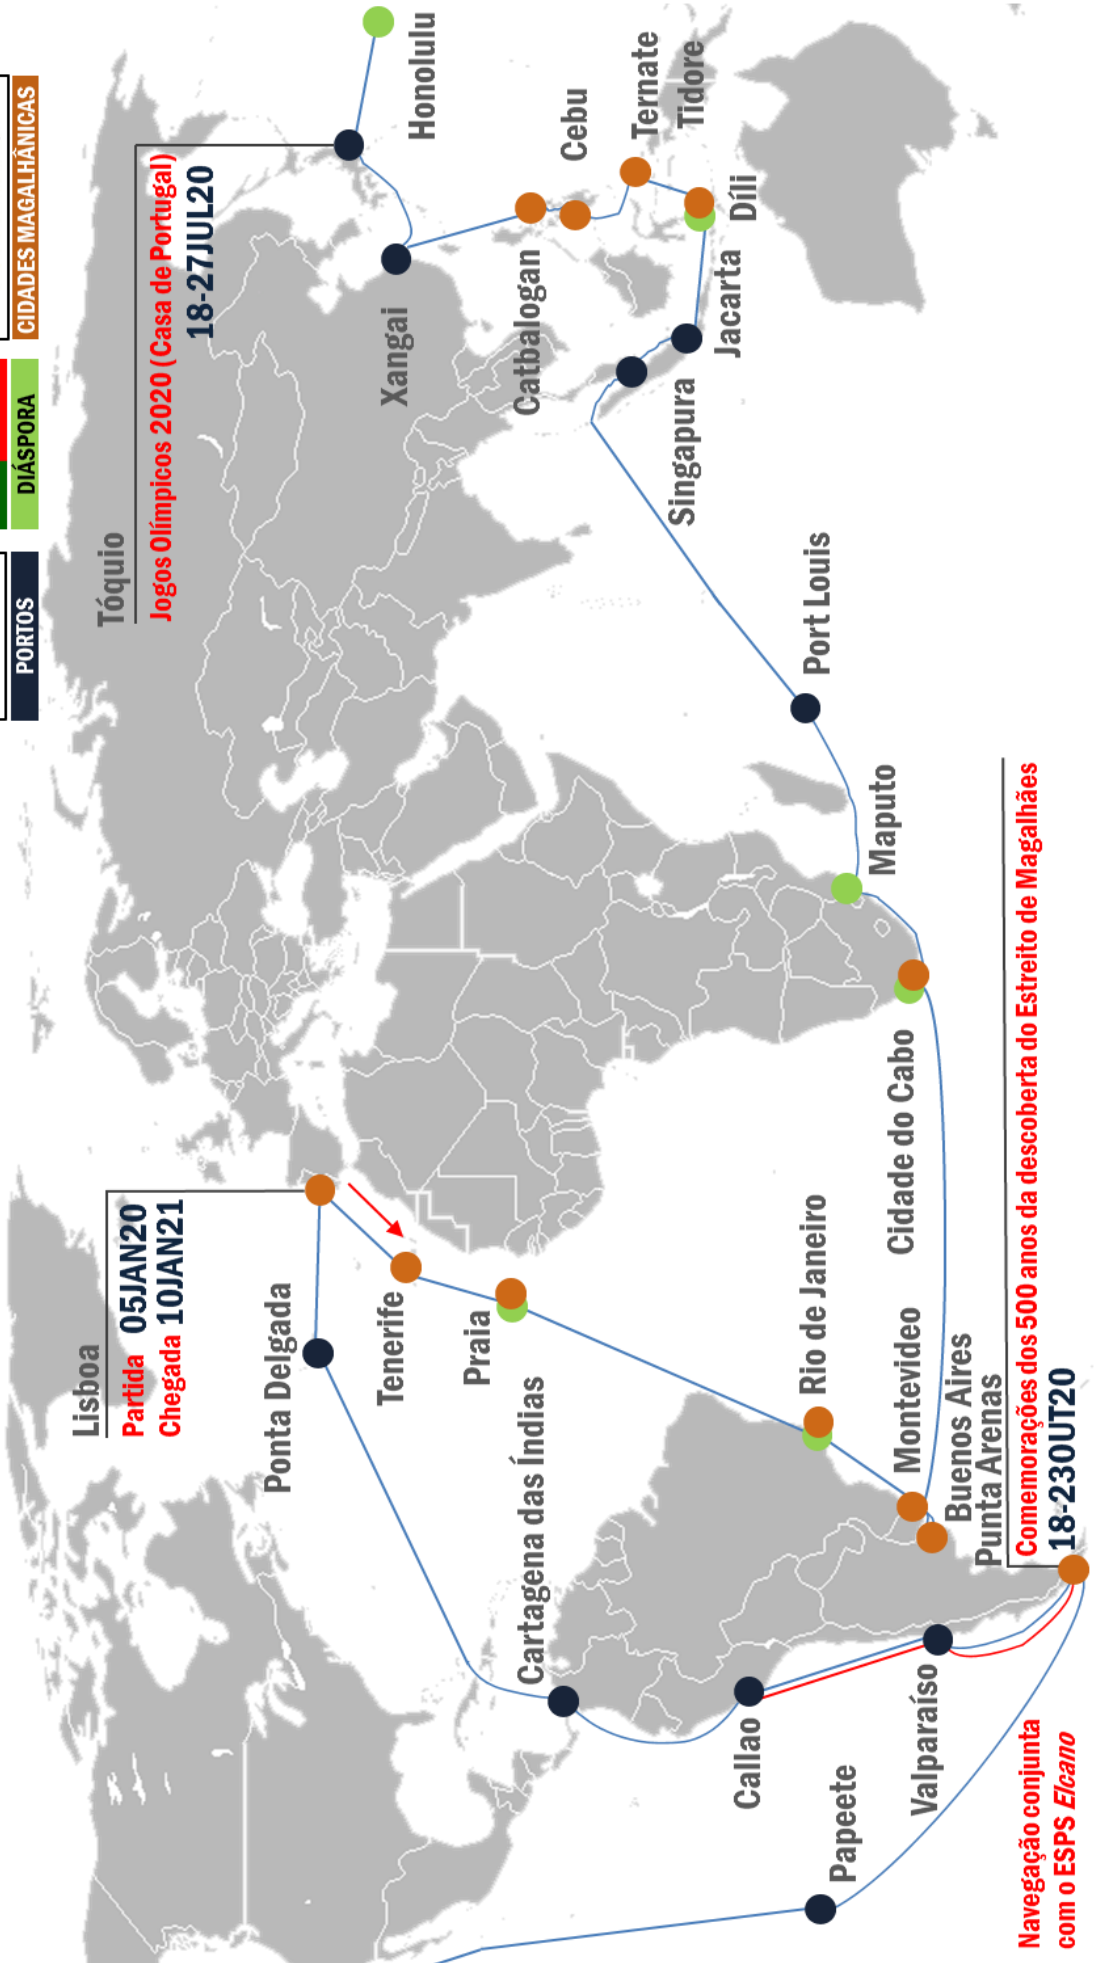 PORTOS
DIÁSPORA
CIDADES MAGALHÂNICAS
Lisboa
Partida 05JAN20
Chegada 10JAN21
Tóquio
Jogos Olímpicos 2020 (Casa de Portugal)
18-27JUL20
Honolulu
Xangai
Catbalogan
Cebu
Ternate
Tidore
Díli
Jacarta
Singapura
Port Louis
Maputo
Cidade do Cabo
Ponta Delgada
Tenerife
Praia
Cartagena das Índias
Rio de Janeiro
Montevideo
Buenos Aires
Punta Arenas
Comemorações dos 500 anos da descoberta do Estreito de Magalhães
18-23OUT20
Callao
Valparaíso
Papeete
Navegação conjunta
com o ESPS Elcano